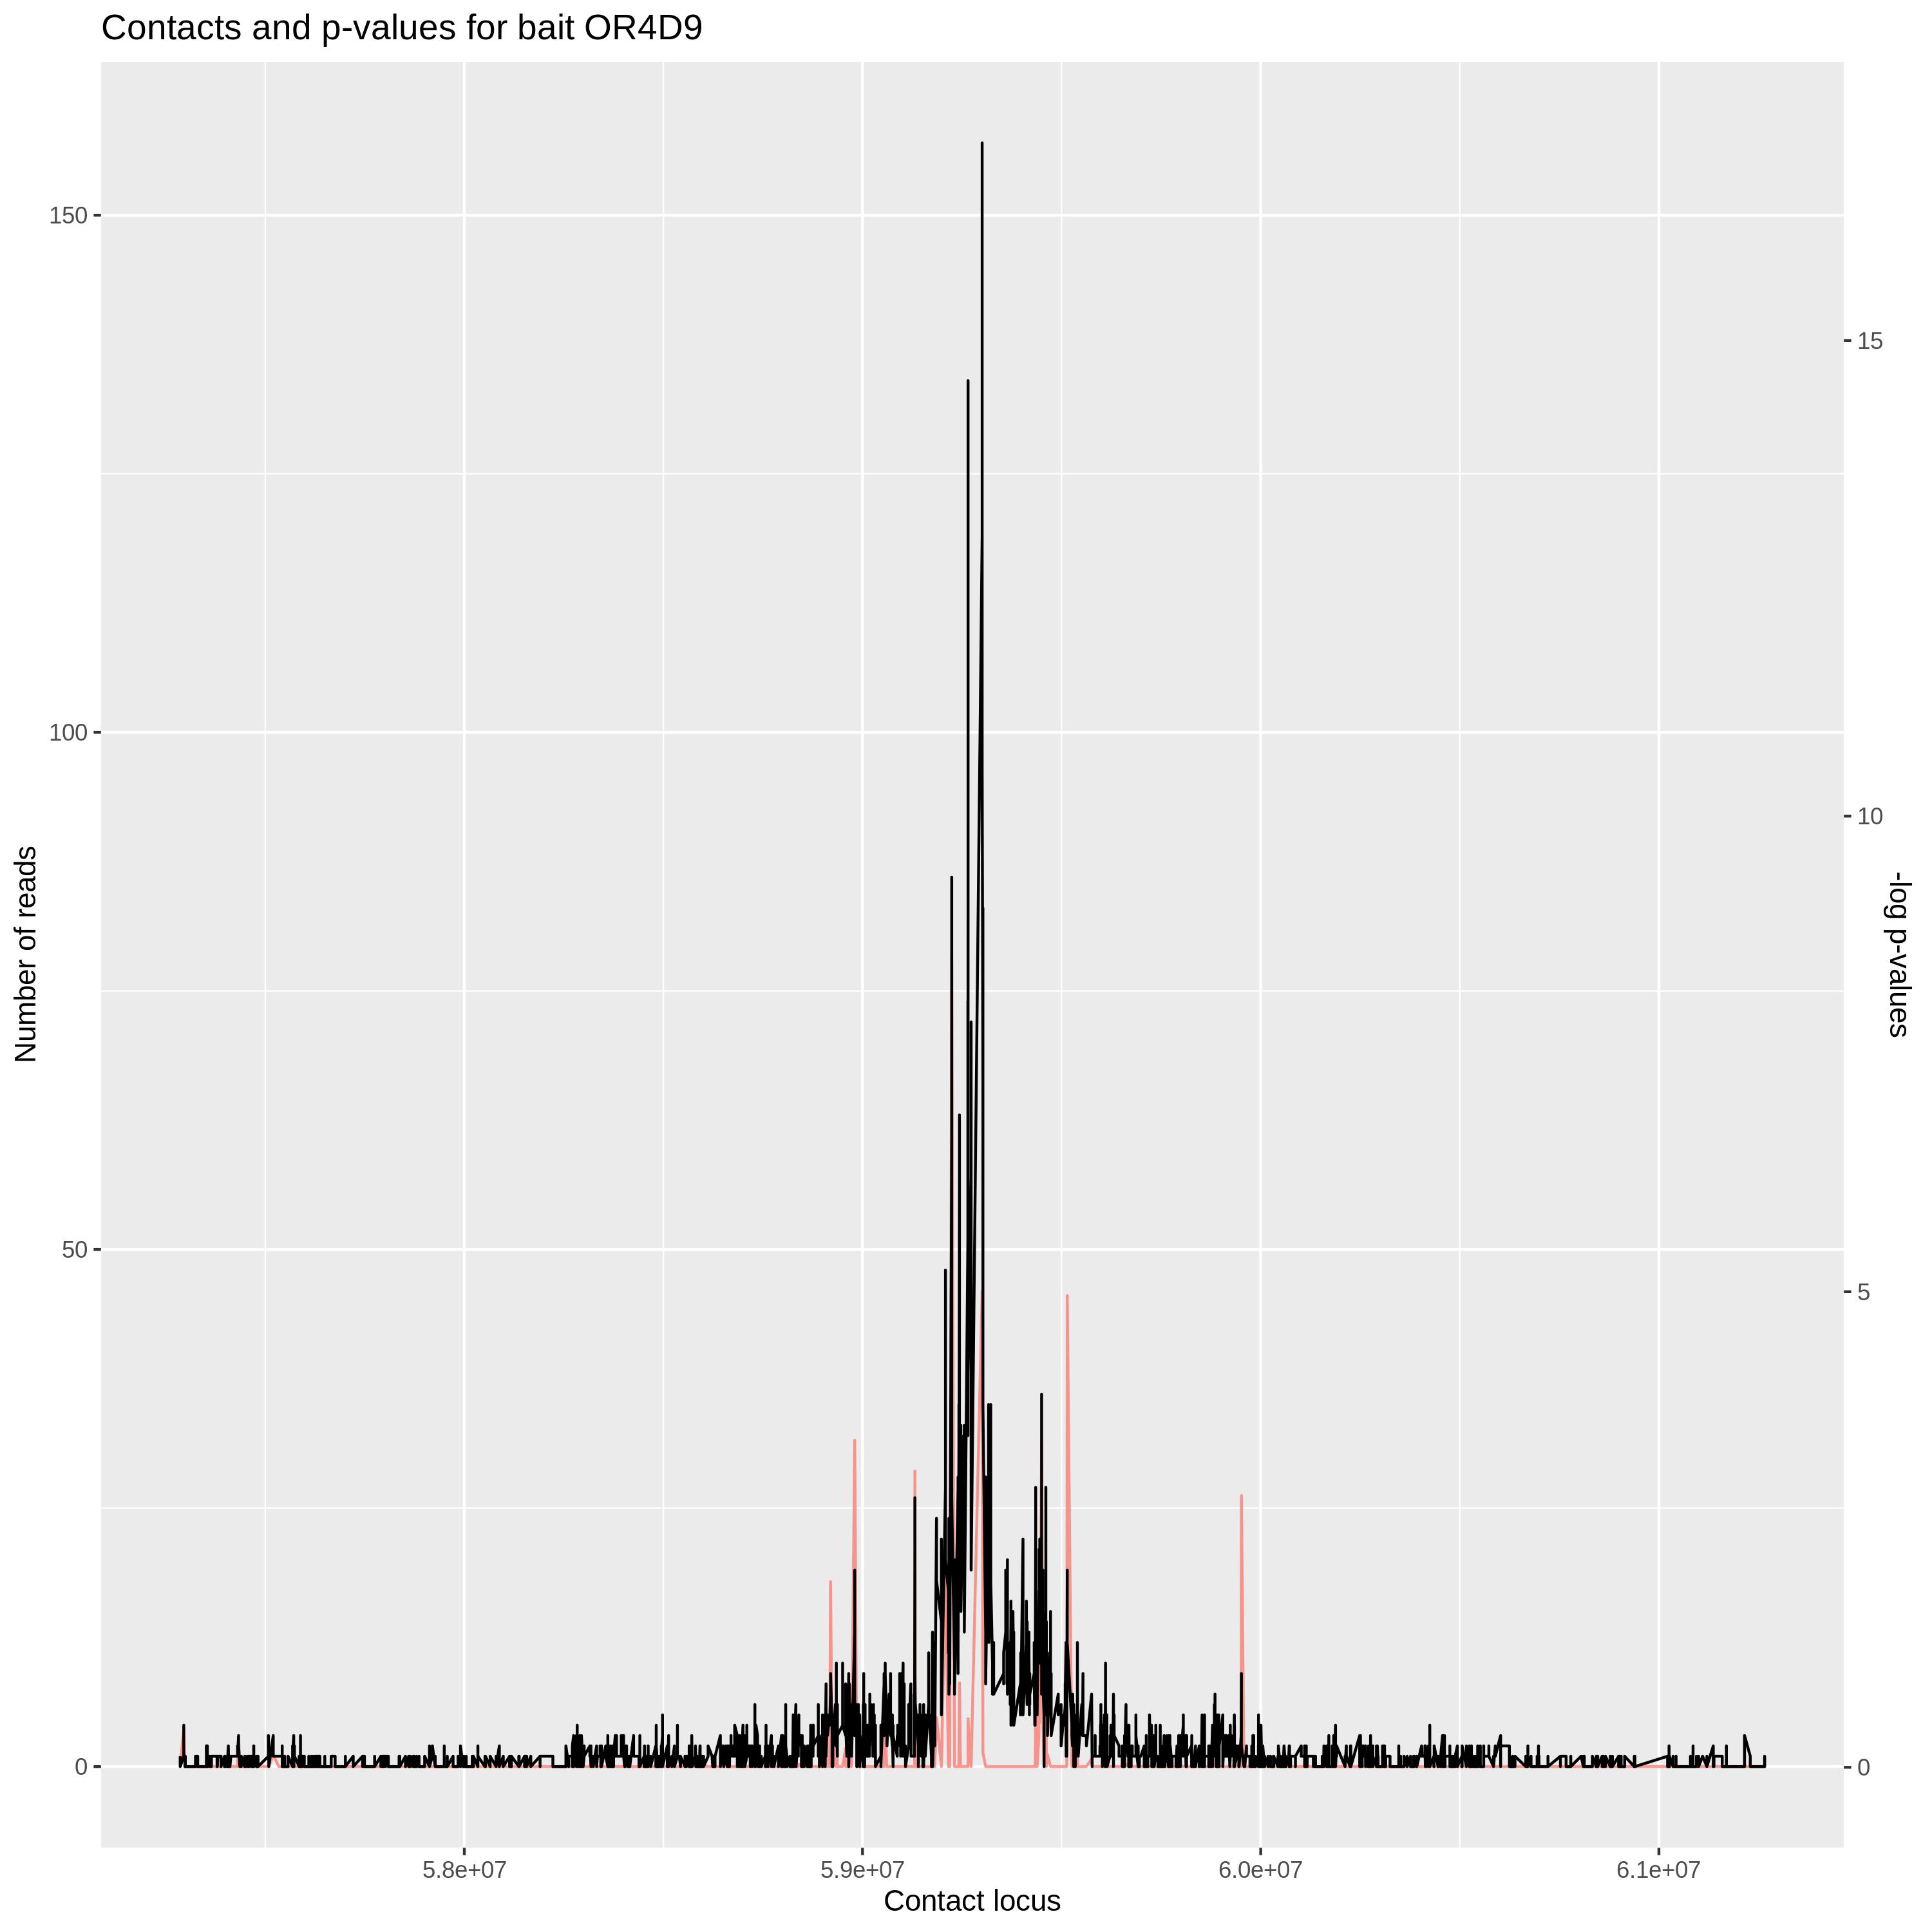 Contacts and p-values for bait OR4D9
150
100
50
0
Number of reads
15
10
5
0
-log p-values
5.8e+07
5.9e+07
6.0e+07
6.1e+07
Contact locus